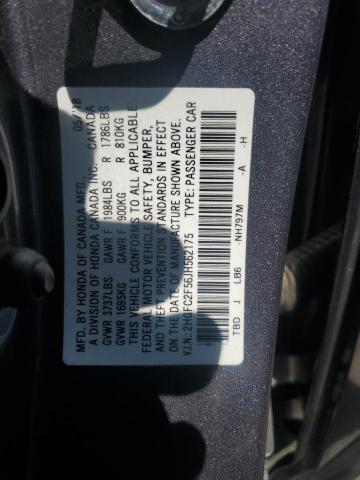 MFD. BY HONDA OF CANADA MFG., 05/18
A DIVISION OF HONDA CANADA INC., CANADA
GVWR 3737LBS GAWR F 1984LBS R 1786LBS
GVWR 1695KG GAWR F 900KG R 810KG
THIS VEHICLE CONFORMS TO ALL APPLICABLE
FEDERAL MOTOR VEHICLE SAFETY, BUMPER,
AND THEFT PREVENTION STANDARDS IN EFFECT
ON THE DATE OF MANUFACTURE SHOWN ABOVE.
V.I.N.: 2HGFC2F56JH562175 TYPE: PASSENGER CAR
TBD J LB6 -NH797M -A -H